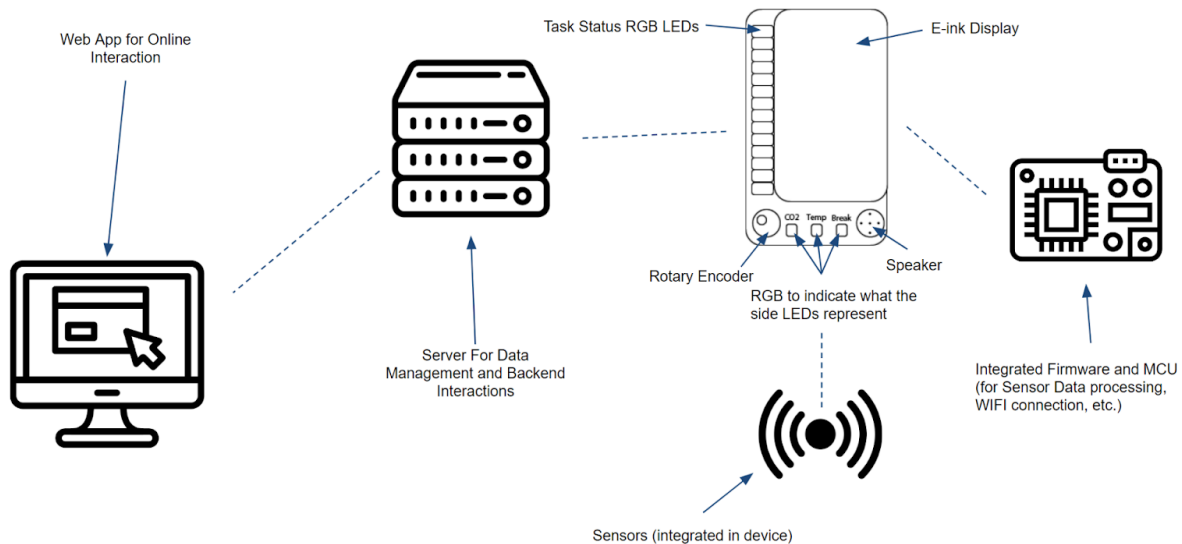 Task Status RGB LEDs
E-ink Display
Web App for Online
Interaction
CO2 Temp Break
Rotary Encoder
Speaker
RGB to indicate what the
side LEDs represent
Server For Data
Management and Backend
Interactions
Integrated Firmware and MCU
(for Sensor Data processing,
WIFI connection, etc.)
Sensors (integrated in device)